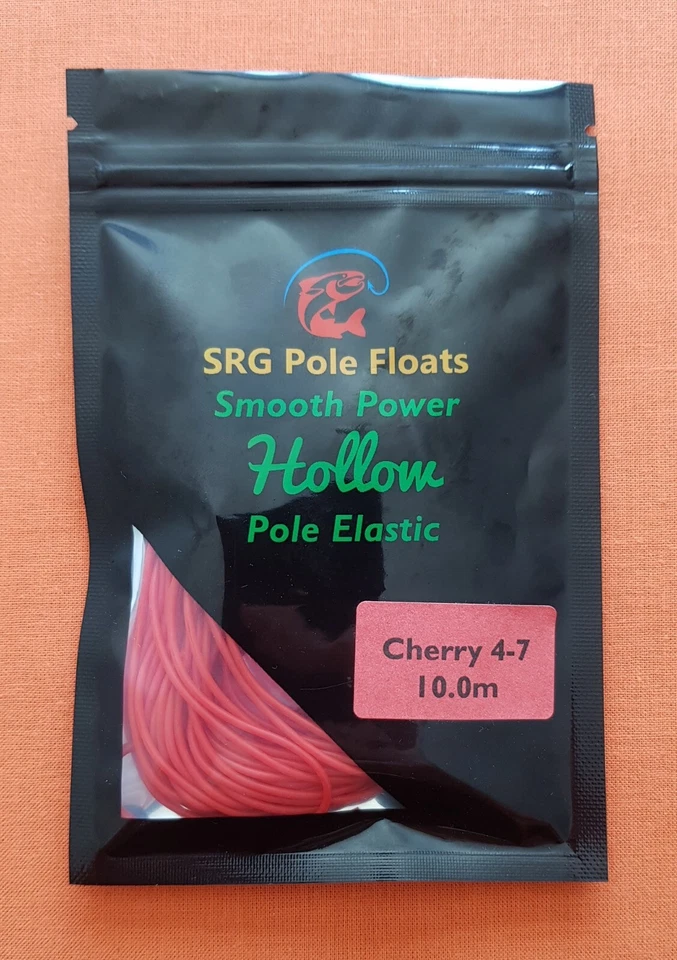 SRG Pole Floats
Smooth Power
Hollow
Pole Elastic
Cherry 4-7
10.0m